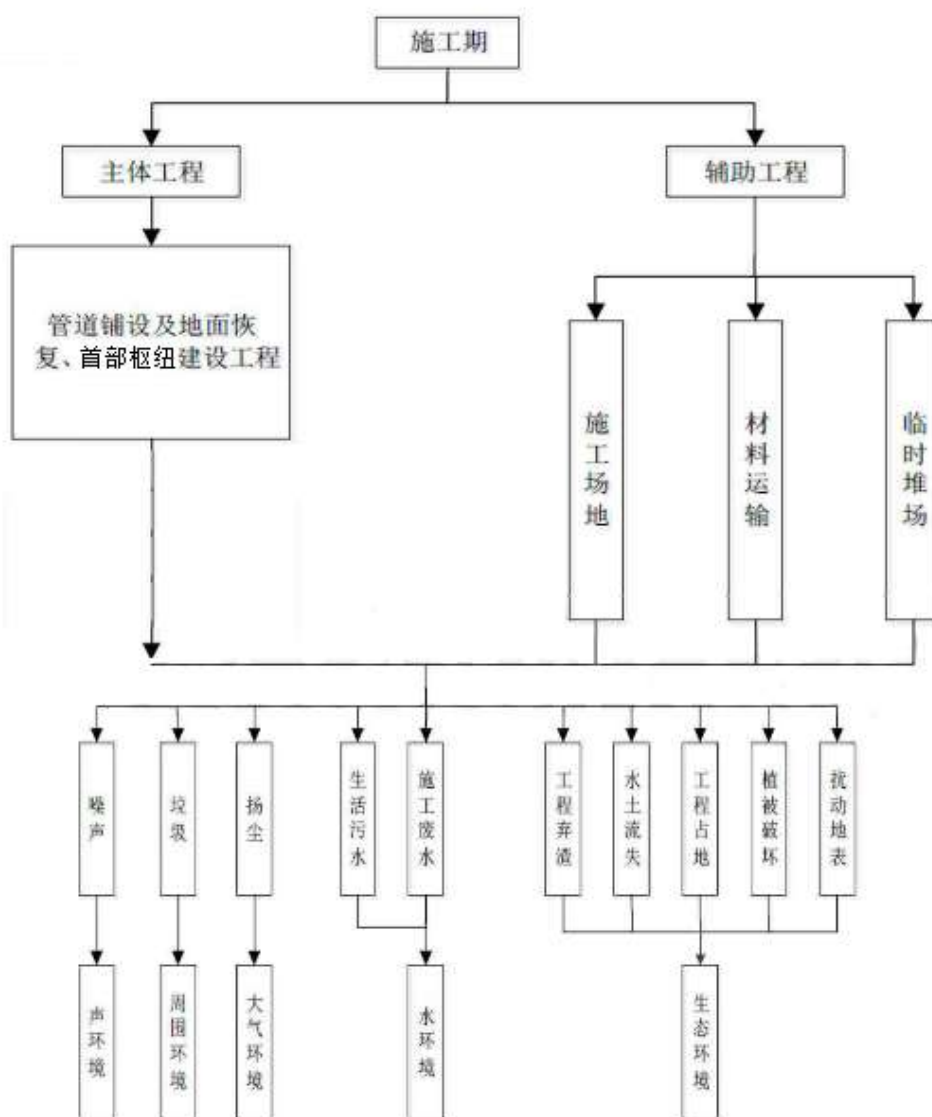 施工期
主体工程
辅助工程
管道铺设及地面恢
复、首部枢纽建设工程
施工场地
材料运输
临时堆场
噪声
垃圾
扬尘
生活污水
施工废水
工程弃渣
水土流失
工程占地
植被破坏
扰动地表
声环境
周围环境
大气环境
水环境
生态环境